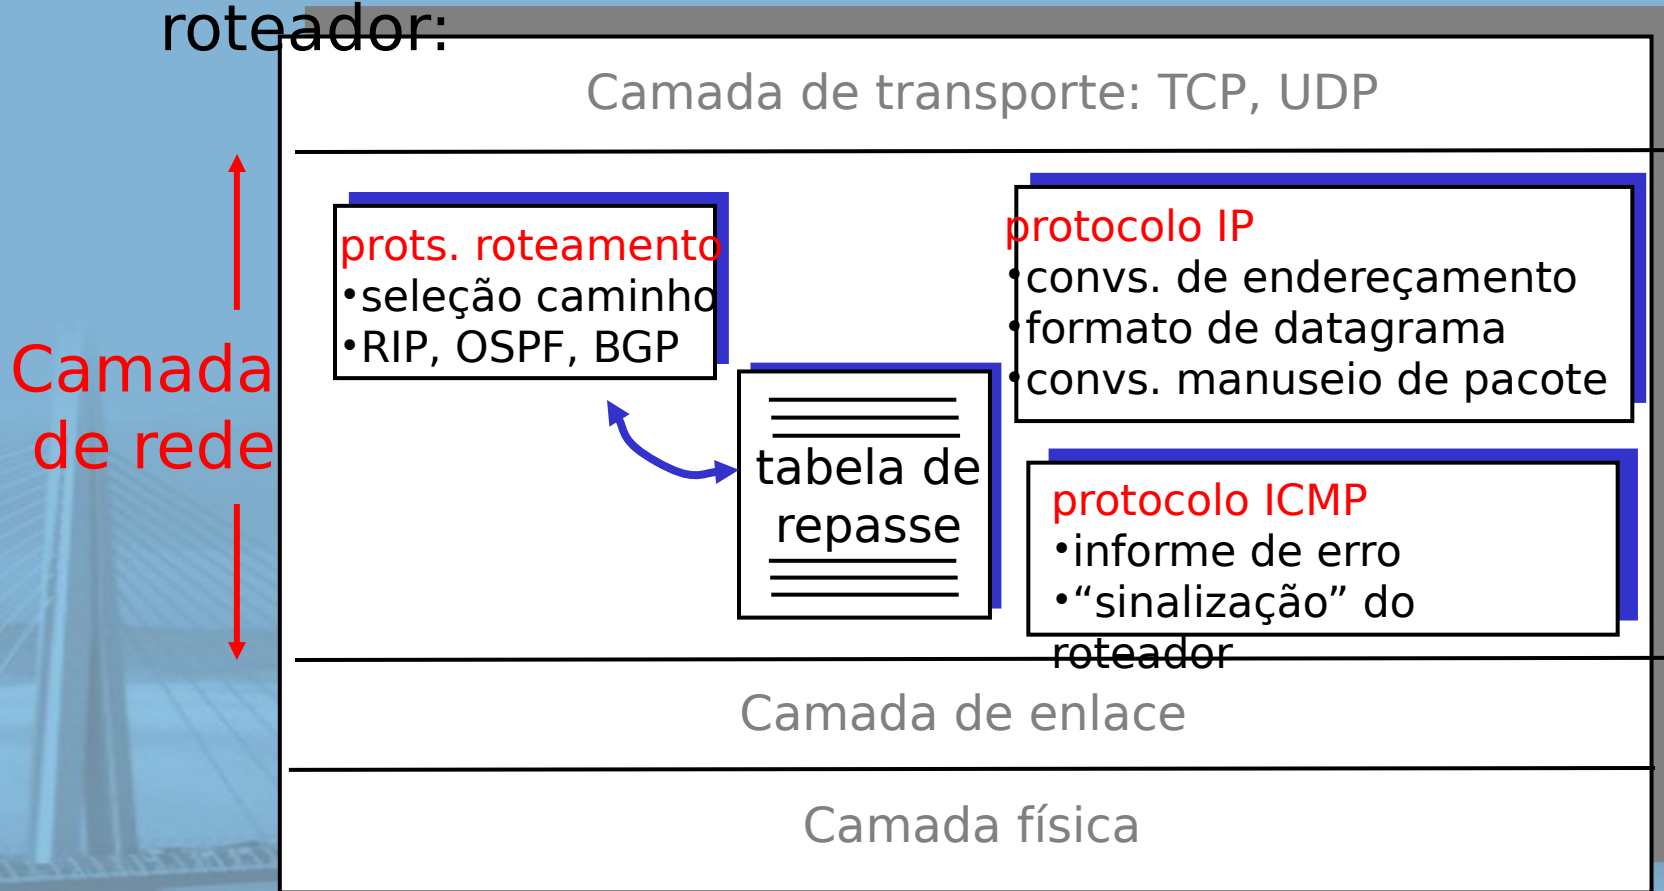 roteador:
Camada de transporte: TCP, UDP
prots. roteamento
•seleção caminho
•RIP, OSPF, BGP
protocolo IP
•convs. de endereçamento
•formato de datagrama
•convs. manuseio de pacote
Camada
de rede
tabela de
repasse
protocolo ICMP
•informe de erro
•“sinalização” do
roteador
Camada de enlace
Camada física